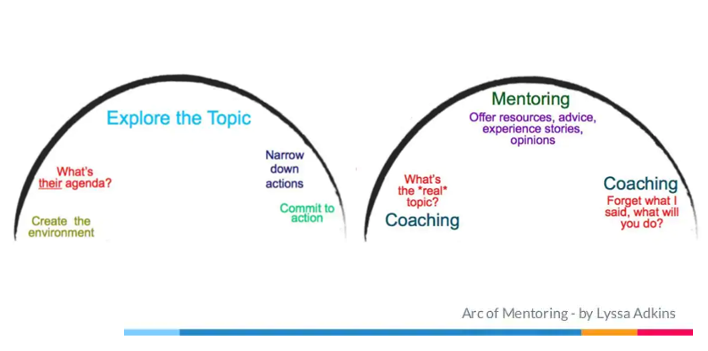 Explore the Topic
What's
their agenda?
Create the
environment
Narrow
down
actions
Commit to
action
Mentoring
Offer resources, advice,
experience stories,
opinions
What's
the *real*
topic?
Coaching
Coaching
Forget what I
said, what will
you do?
Arc of Mentoring - by Lyssa Adkins